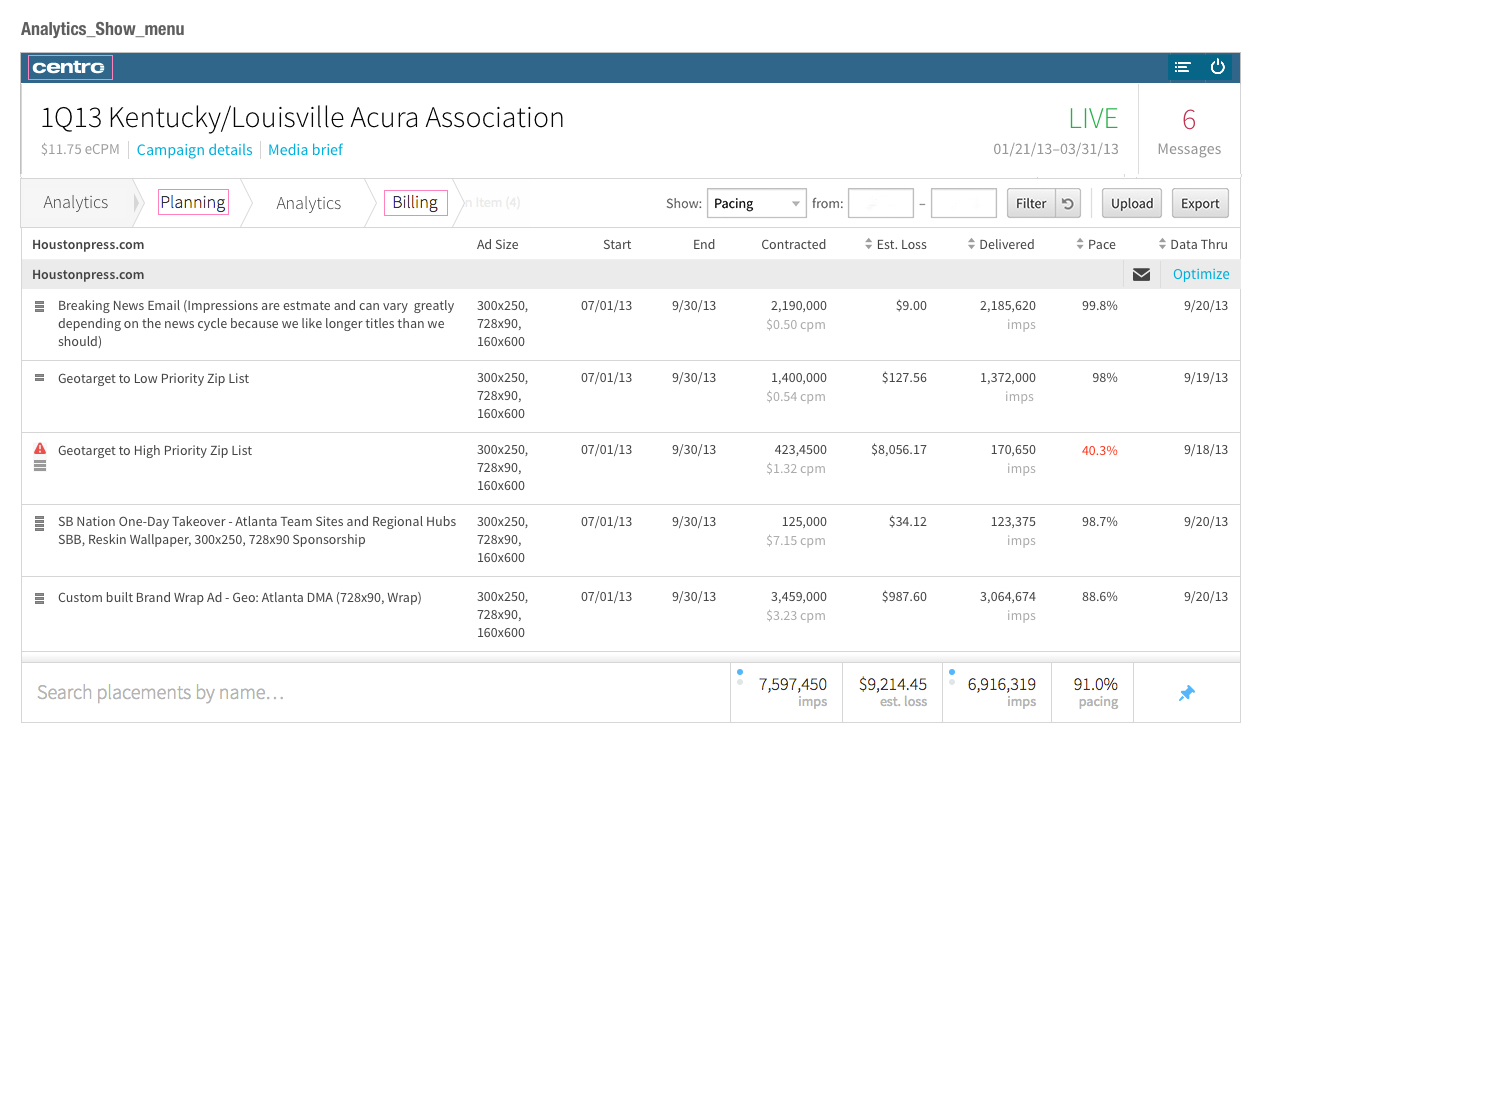 Analytics_Show_menu
centro
1Q13 Kentucky/Louisville Acura Association
LIVE
6
$11.75 eCPM Campaign details Media brief
01/21/13–03/31/13
Messages
Analytics Planning Analytics Billing n Item (4) Show: Pacing from: – Filter Upload Export
Houstonpress.com Ad Size Start End Contracted Est. Loss Delivered Pace Data Thru
Houstonpress.com Optimize
Breaking News Email (Impressions are estmate and can vary greatly 300x250, 07/01/13 9/30/13 2,190,000 $9.00 2,185,620 99.8% 9/20/13
depending on the news cycle because we like longer titles than we 728x90, $0.50 cpm imps
should) 160x600
Geotarget to Low Priority Zip List 300x250, 07/01/13 9/30/13 1,400,000 $127.56 1,372,000 98% 9/19/13
728x90, $0.54 cpm imps
160x600
Geotarget to High Priority Zip List 300x250, 07/01/13 9/30/13 423,4500 $8,056.17 170,650 40.3% 9/18/13
728x90, $1.32 cpm imps
160x600
SB Nation One-Day Takeover - Atlanta Team Sites and Regional Hubs 300x250, 07/01/13 9/30/13 125,000 $34.12 123,375 98.7% 9/20/13
SBB, Reskin Wallpaper, 300x250, 728x90 Sponsorship 728x90, $7.15 cpm imps
160x600
Custom built Brand Wrap Ad - Geo: Atlanta DMA (728x90, Wrap) 300x250, 07/01/13 9/30/13 3,459,000 $987.60 3,064,674 88.6% 9/20/13
728x90, $3.23 cpm imps
160x600
Search placements by name... 7,597,450 $9,214.45 6,916,319 91.0%
imps est. loss imps pacing